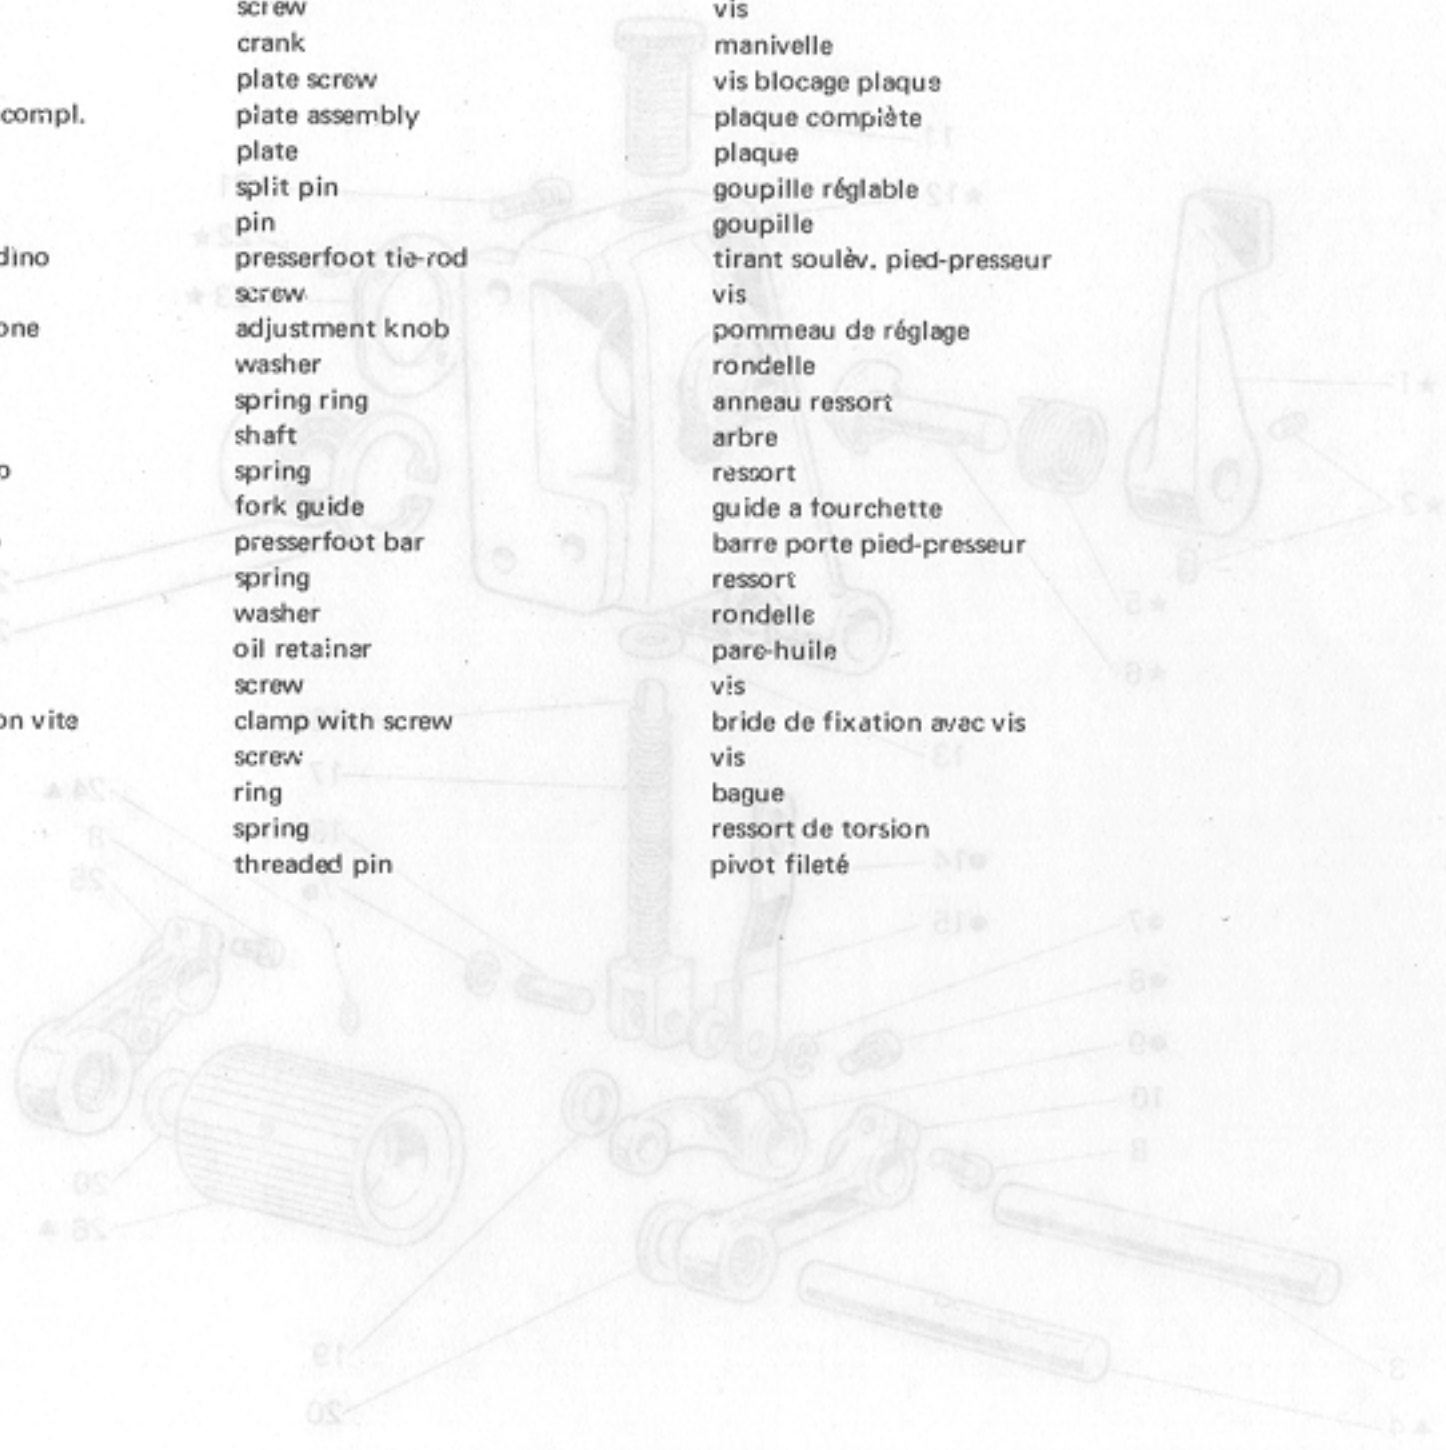 screw vis
crank manivelle
plate screw vis blocage plaque
compl. plate assembly plaque complète
plate plaque
split pin goupille réglable
pin goupille
dino presserfoot tie-rod tirant soulèv. pied-presseur
screw vis
one adjustment knob pommeau de réglage
washer rondelle
spring ring anneau ressort
shaft arbre
o spring ressort
fork guide guide a fourchette
presserfoot bar barre porte pied-presseur
spring ressort
washer rondelle
oil retainer pare-huile
screw vis
on vite clamp with screw bride de fixation avec vis
screw vis
ring bague
spring ressort de torsion
threaded pin pivot fileté